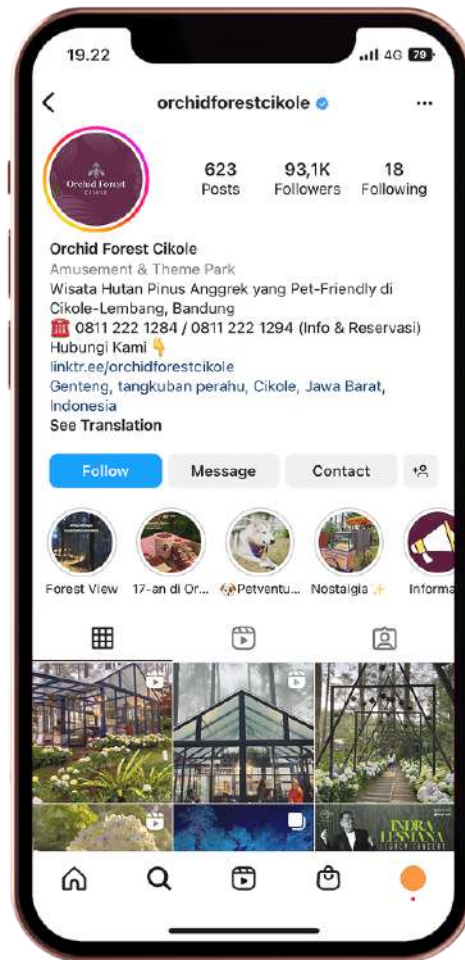 19.22
4G 79
orchidforestcikole
Orchid Forest
CIKOLE
623 93,1K 18
Posts Followers Following
Orchid Forest Cikole
Amusement & Theme Park
Wisata Hutan Pinus Anggrek yang Pet-Friendly di
Cikole-Lembang, Bandung
☎️ 0811 222 1284 / 0811 222 1294 (Info & Reservasi)
Hubungi Kami 👇
linktr.ee/orchidforestcikole
Genteng, tangkuban perahu, Cikole, Jawa Barat,
Indonesia
See Translation
Follow Message Contact
Forest View 17-an di Or... 🐶Petventu... Nostalgia ✨ Informa
INDRA
LESMANA
LEGACY CONCERT